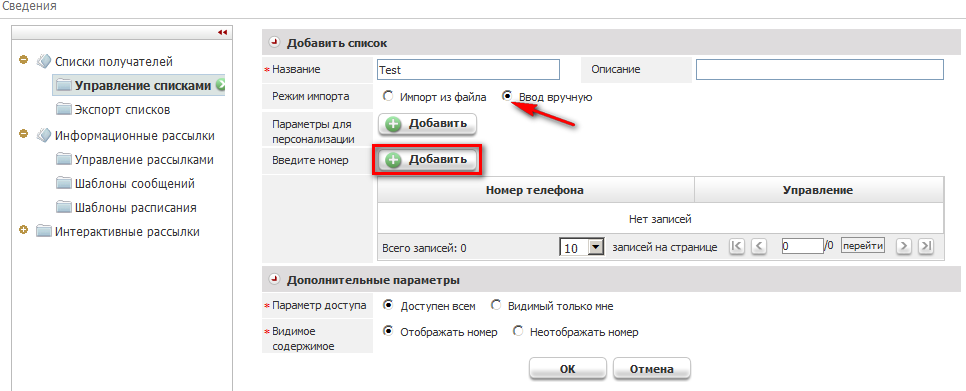 Сведения
Списки получателей
Управление списками
Экспорт списков
Информационные рассылки
Управление рассылками
Шаблоны сообщений
Шаблоны расписания
Интерактивные рассылки
Добавить список
* Название Test Описание
Режим импорта Импорт из файла Ввод вручную
Параметры для
персонализации
Добавить
Введите номер Добавить
Номер телефона Управление
Нет записей
Всего записей: 0 10 записей на странице 0 /0 перейти
Дополнительные параметры
* Параметр доступа Доступен всем Видимый только мне
* Видимое
содержимое
Отображать номер Неотображать номер
ОК Отмена